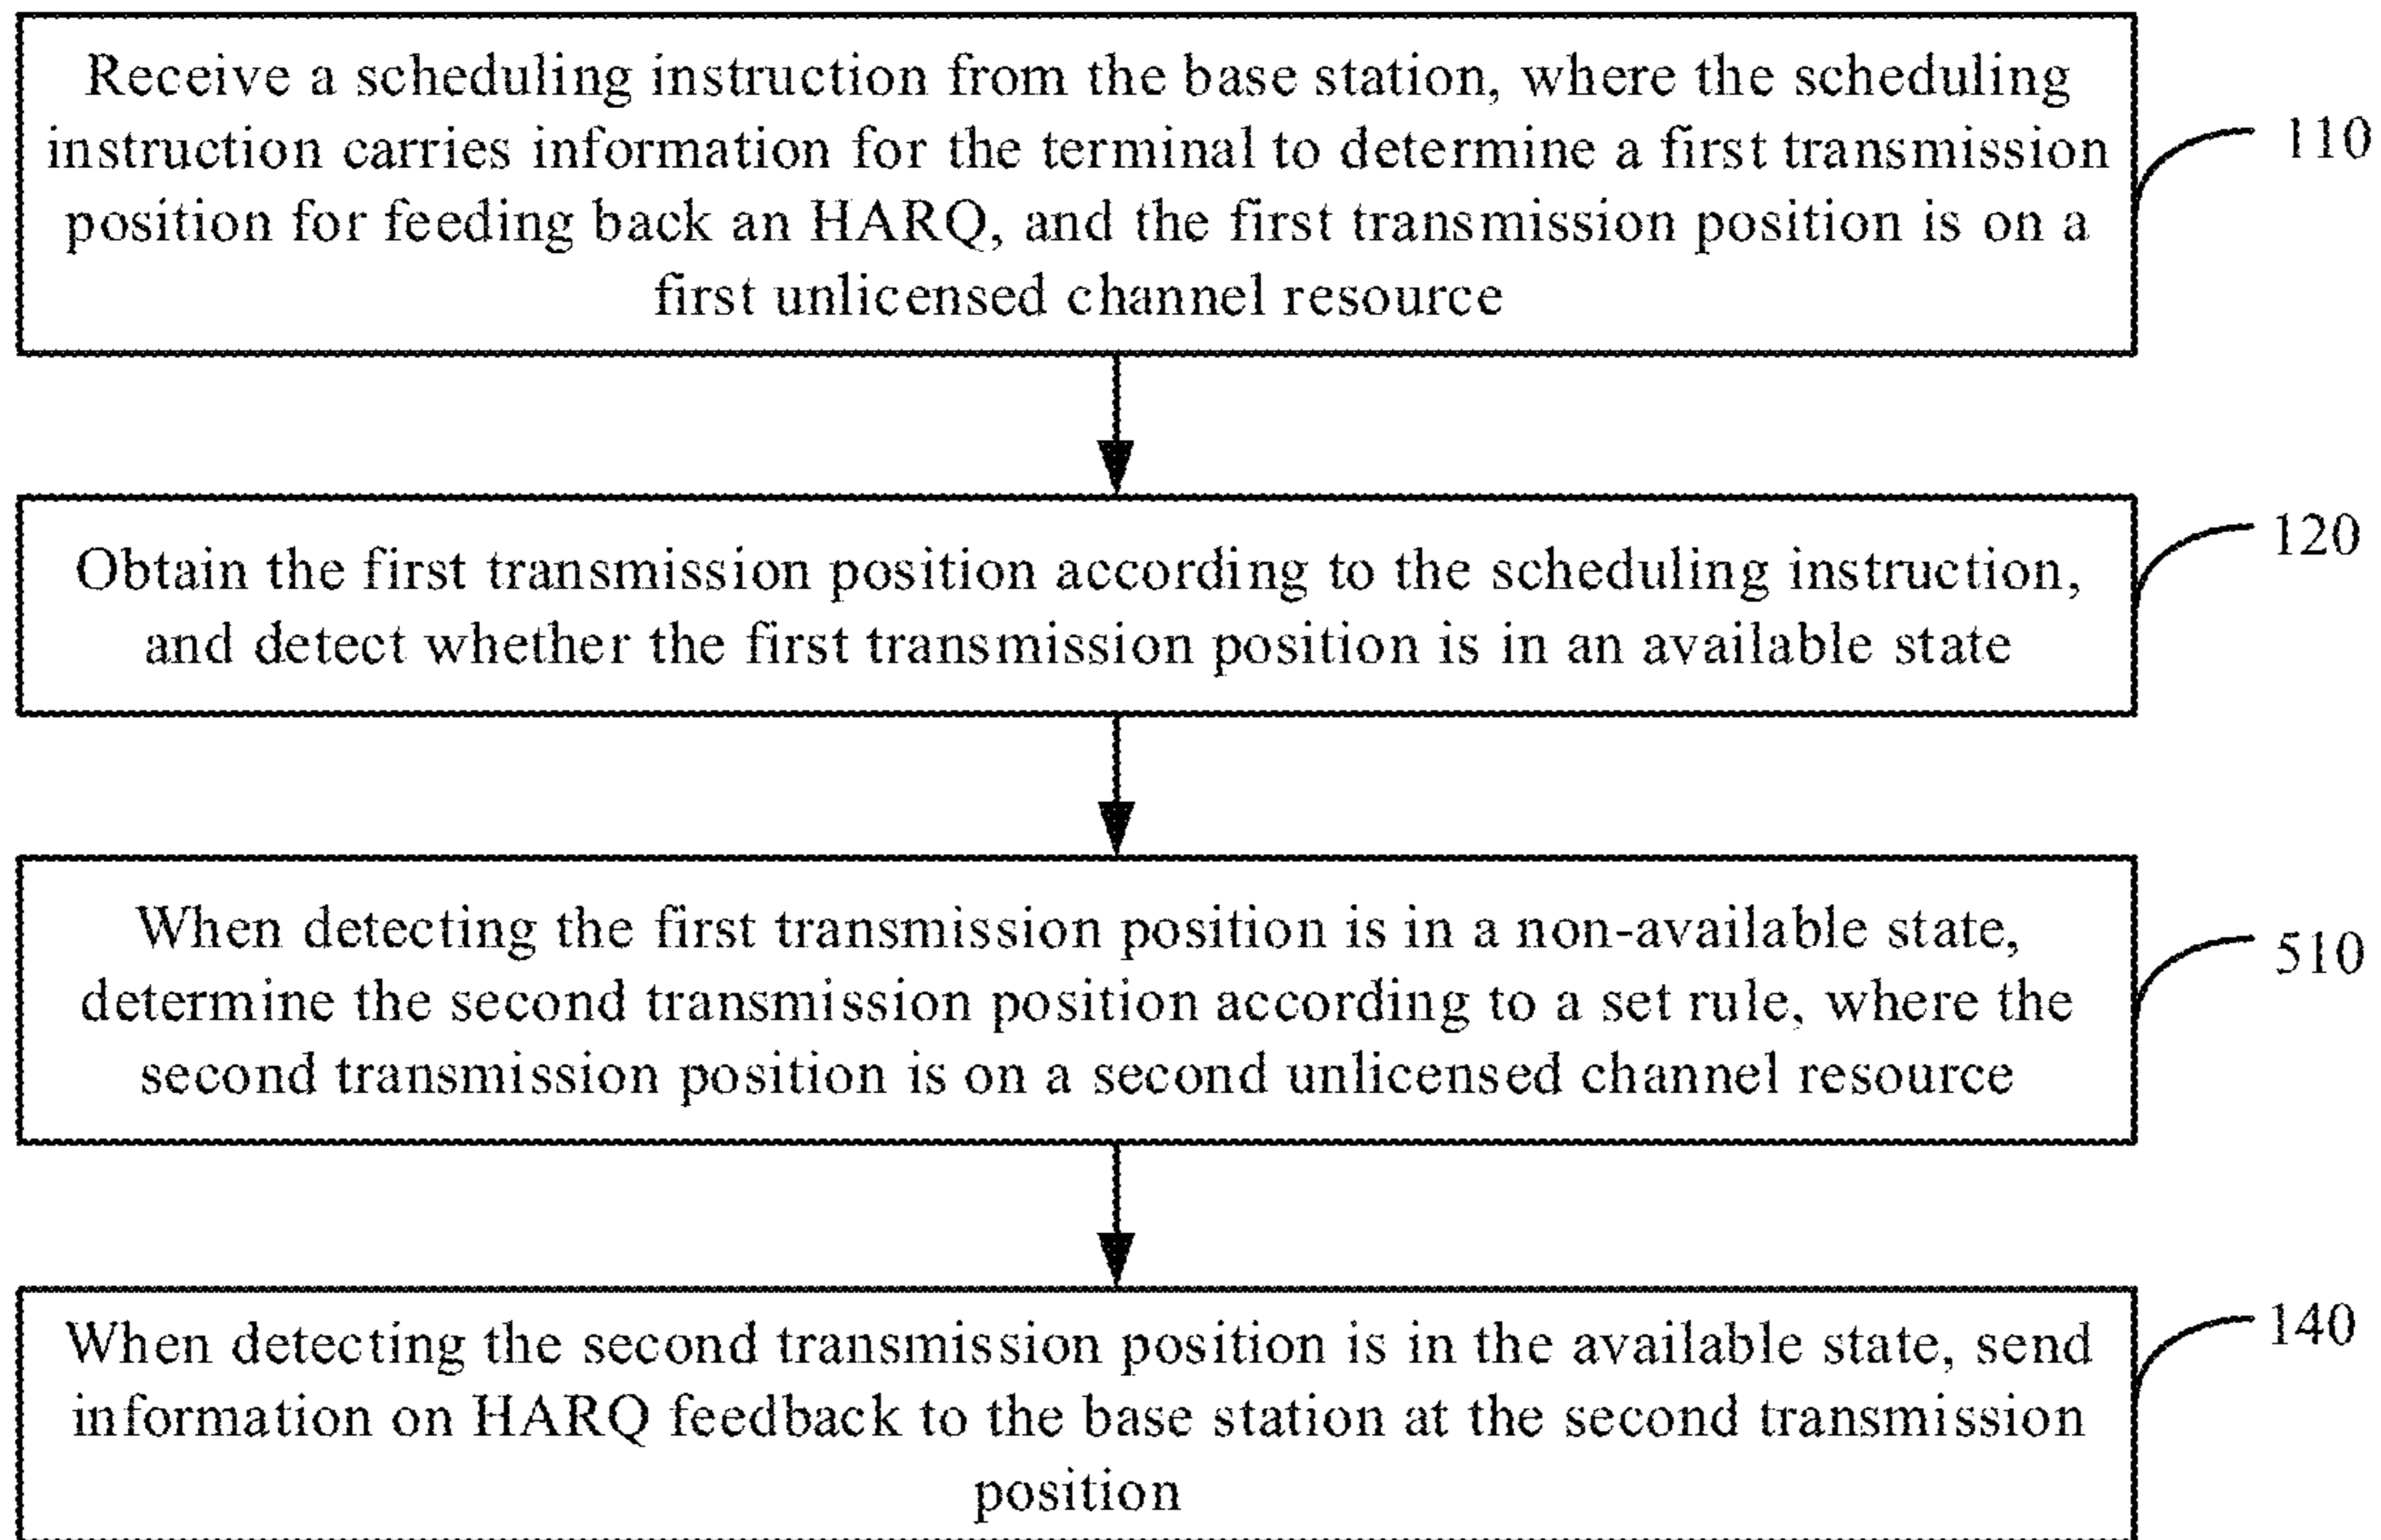 Receive a scheduling instruction from the base station, where the scheduling
instruction carries information for the terminal to determine a first transmission
position for feeding back an HARQ, and the first transmission position is on a
first unlicensed channel resource
110
Obtain the first transmission position according to the scheduling instruction,
and detect whether the first transmission position is in an available state
120
When detecting the first transmission position is in a non-available state,
determine the second transmission position according to a set rule, where the
second transmission position is on a second unlicensed channel resource
510
When detecting the second transmission position is in the available state, send
information on HARQ feedback to the base station at the second transmission
position
140